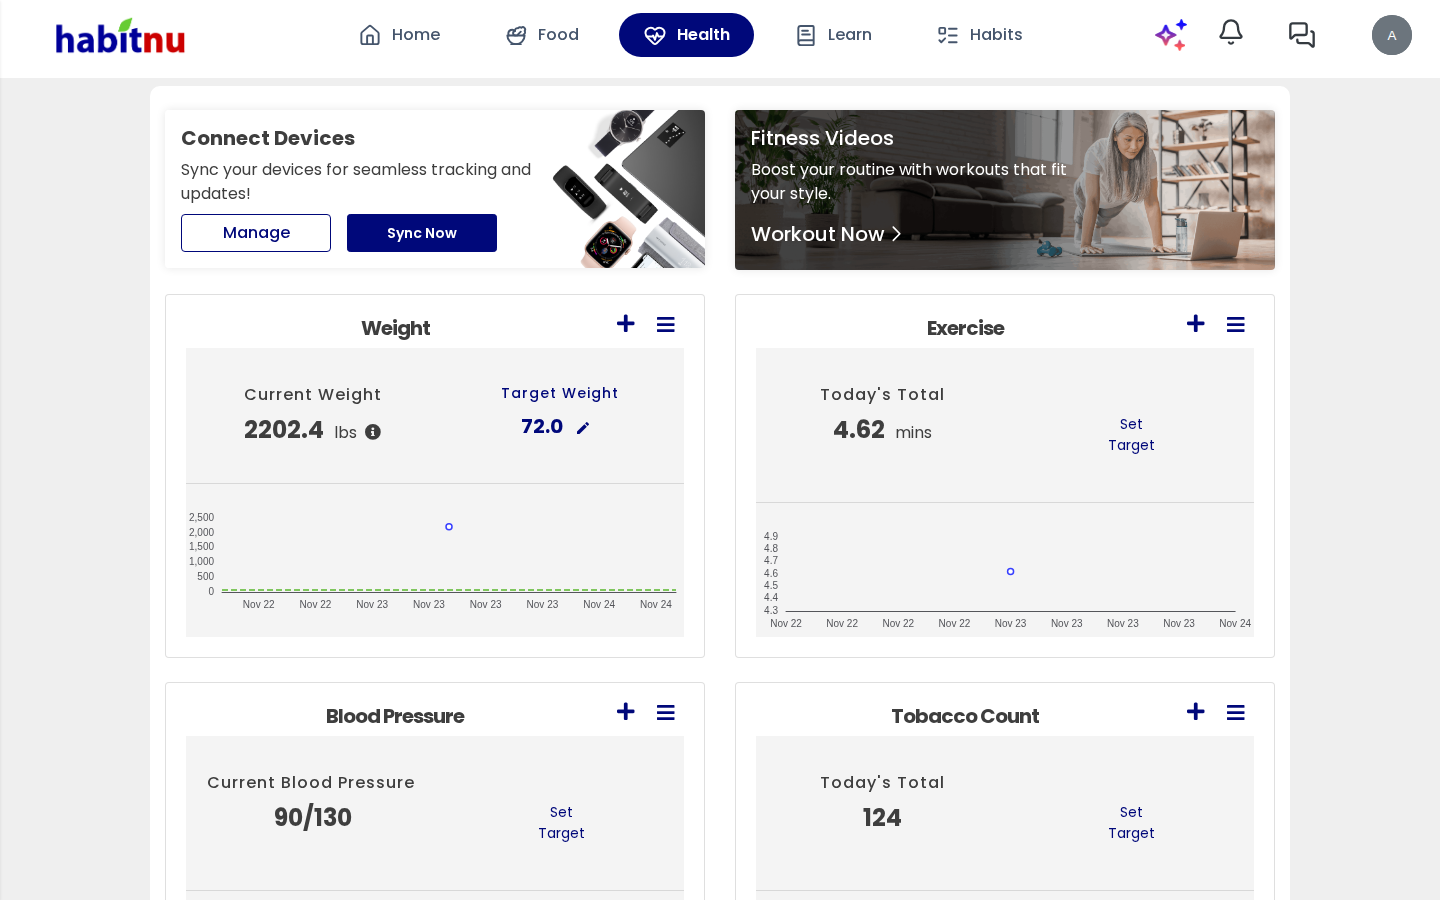 habitnu
Home
Food
Health
Learn
Habits
A
Connect Devices
Sync your devices for seamless tracking and
updates!
Manage
Sync Now
Fitness Videos
Boost your routine with workouts that fit
your style.
Workout Now
Weight
Current Weight
2202.4 lbs
Target Weight
72.0
2,500
2,000
1,500
1,000
500
0
Nov 22 Nov 22 Nov 23 Nov 23 Nov 23 Nov 23 Nov 24 Nov 24
Exercise
Today's Total
4.62 mins
Set
Target
4.9
4.8
4.7
4.6
4.5
4.4
4.3
Nov 22 Nov 22 Nov 22 Nov 22 Nov 23 Nov 23 Nov 23 Nov 23 Nov 24
Blood Pressure
Current Blood Pressure
90/130
Set
Target
Tobacco Count
Today's Total
124
Set
Target